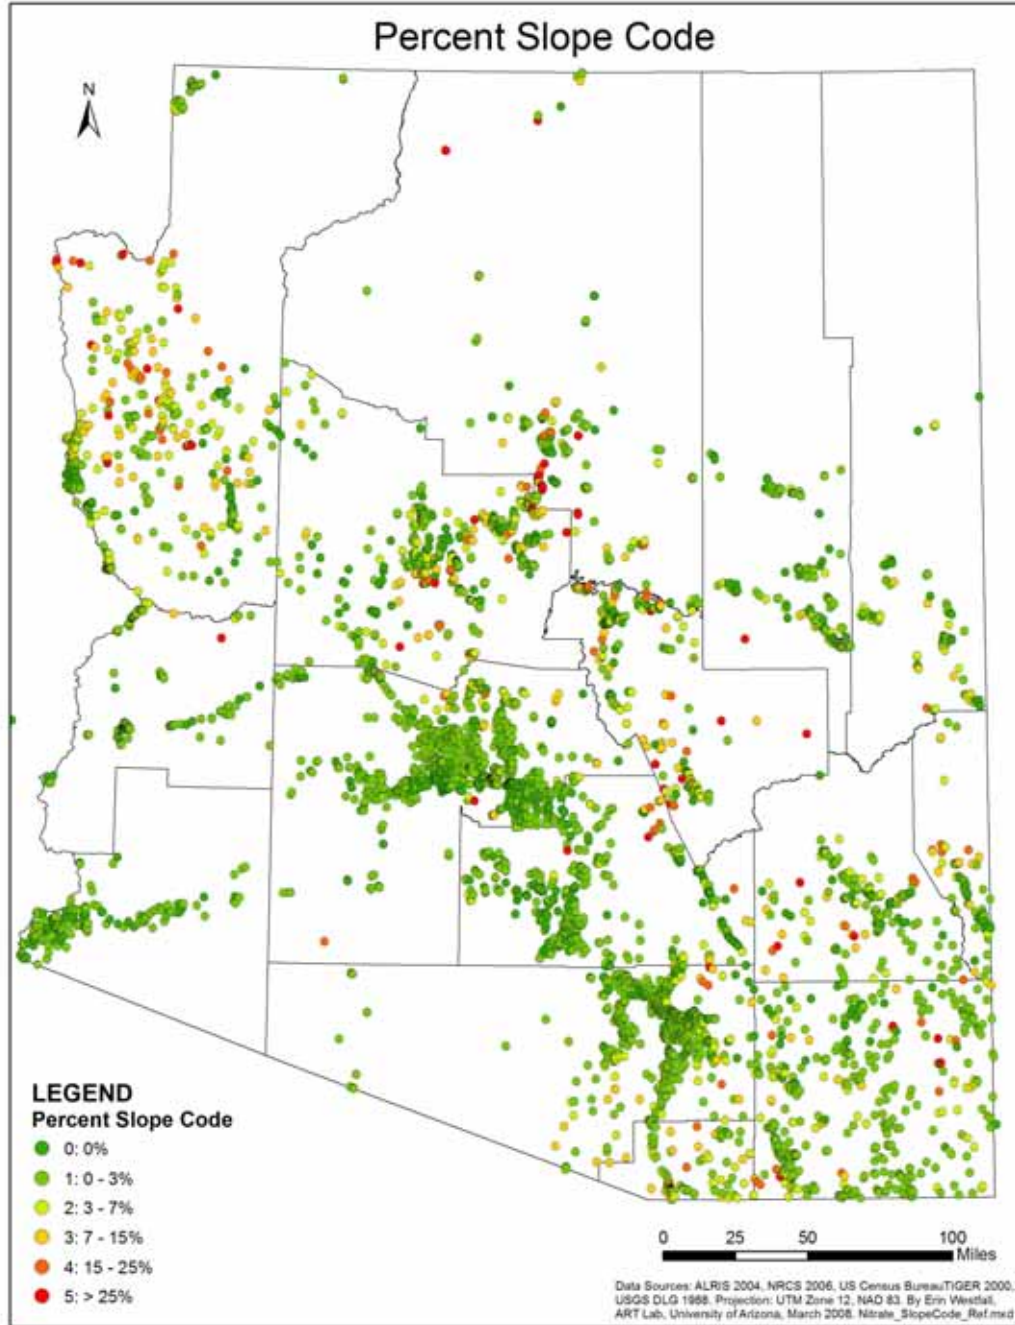 Percent Slope Code
N
LEGEND
Percent Slope Code
0: 0%
1: 0 - 3%
2: 3 - 7%
3: 7 - 15%
4: 15 - 25%
5: > 25%
0 25 50 100
Miles
Data Sources: ALRIS 2004, NRCS 2006, US Census BureauTIGER 2000,
USGS DLG 1988. Projection: UTM Zone 12, NAD 83. By Erin Westfall,
ART Lab, University of Arizona, March 2008. Nitrate_SlopeCode_Ref.mxd